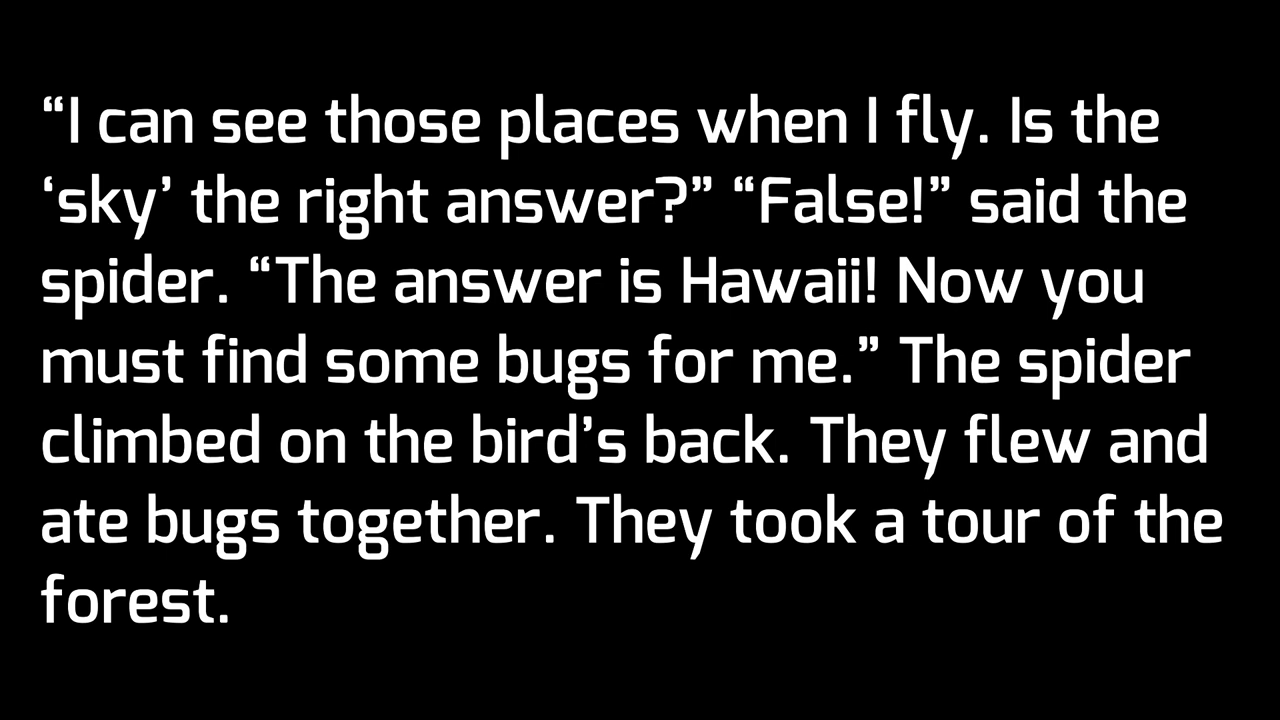 “I can see those places when I fly. Is the
‘sky’ the right answer?” “False!” said the
spider. “The answer is Hawaii! Now you
must find some bugs for me.” The spider
climbed on the bird’s back. They flew and
ate bugs together. They took a tour of the
forest.